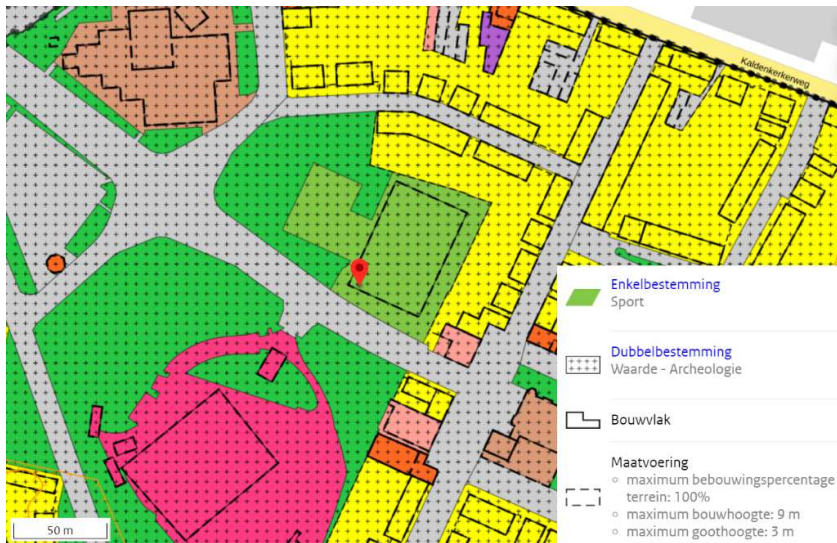 Kaldenkerkerweg
Enkelbestemming
Sport
Dubbelbestemming
Waarde - Archeologie
Bouwvlak
Maatvoering
○ maximum bebouwingspercentage
terrein: 100%
○ maximum bouwhoogte: 9 m
○ maximum goothoogte: 3 m
50 m